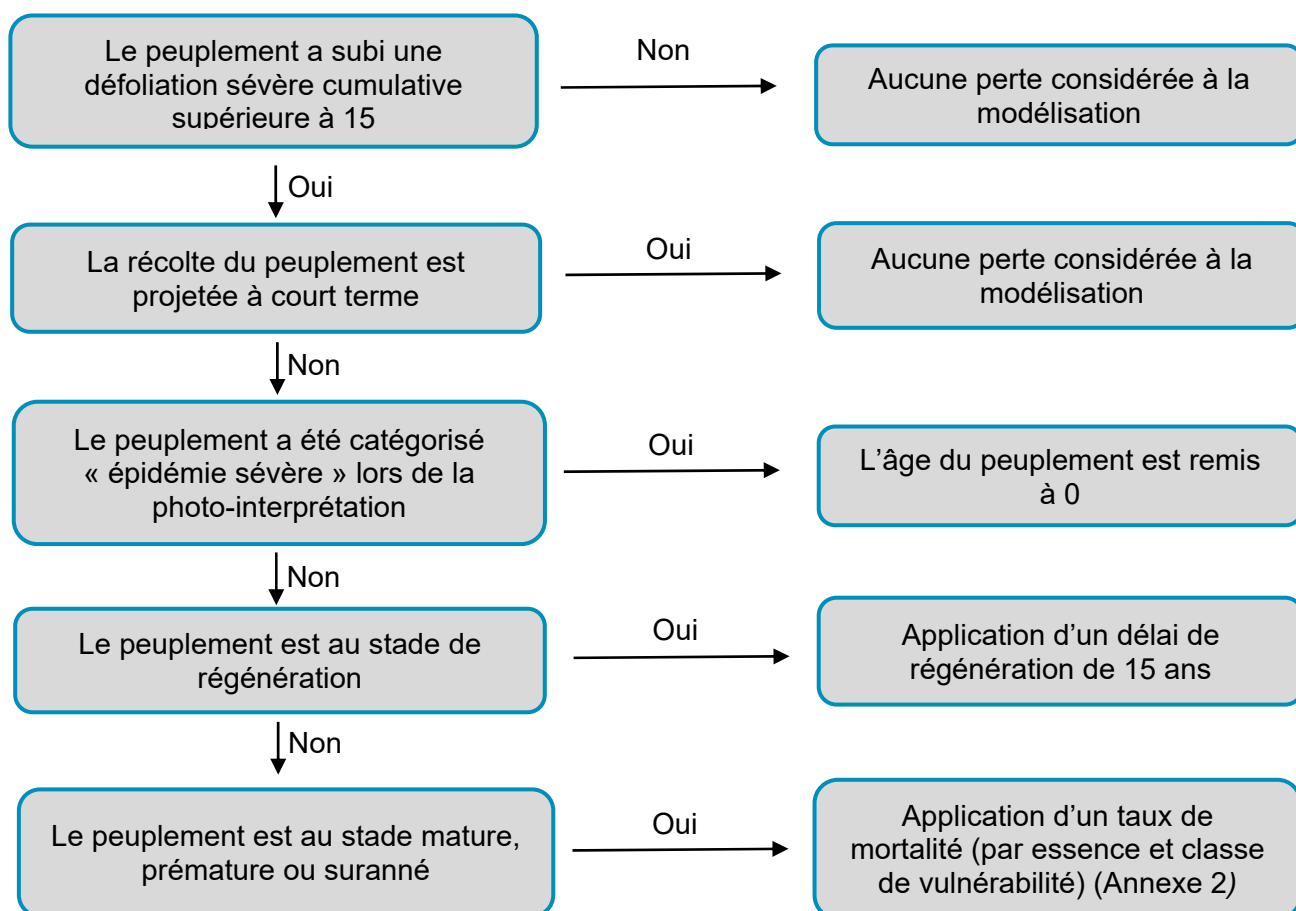 Le peuplement a subi une
défoliation sévère cumulative
supérieure à 15
Non
Aucune perte considérée à la
modélisation
Oui
La récolte du peuplement est
projetée à court terme
Oui
Aucune perte considérée à la
modélisation
Non
Le peuplement a été catégorisé
« épidémie sévère » lors de la
photo-interprétation
Oui
L'âge du peuplement est remis
à 0
Non
Le peuplement est au stade de
régénération
Oui
Application d'un délai de
régénération de 15 ans
Non
Le peuplement est au stade mature,
prémature ou suranné
Oui
Application d'un taux de
mortalité (par essence et classe
de vulnérabilité) (Annexe 2)